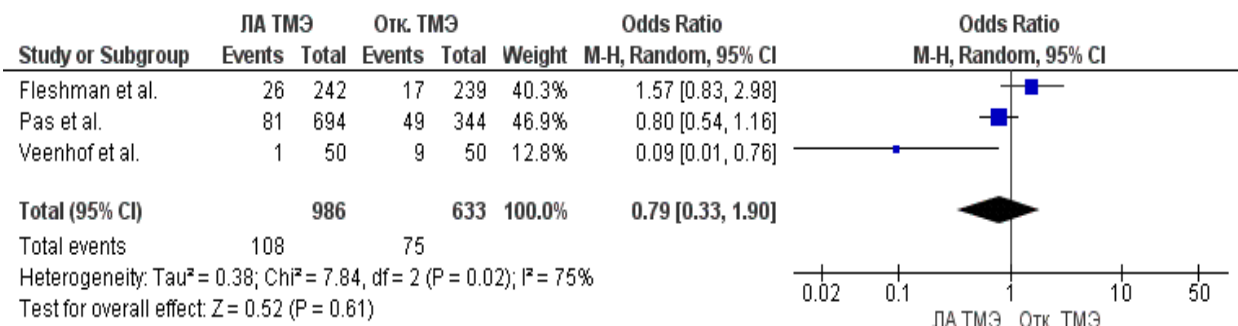 ЛА ТМЭ Отк. ТМЭ Odds Ratio Odds Ratio
Study or Subgroup Events Total Events Total Weight M-H, Random, 95% CI M-H, Random, 95% CI
Fleshman et al. 26 242 17 239 40.3% 1.57 [0.83, 2.98]
Pas et al. 81 694 49 344 46.9% 0.80 [0.54, 1.16]
Veenhof et al. 1 50 9 50 12.8% 0.09 [0.01, 0.76]
Total (95% CI) 986 633 100.0% 0.79 [0.33, 1.90]
Total events 108 75
Heterogeneity: Tau² = 0.38; Chi² = 7.84, df = 2 (P = 0.02); I² = 75%
Test for overall effect: Z = 0.52 (P = 0.61)
0.02 0.1 1 10 50
ЛА ТМЭ Отк. ТМЭ